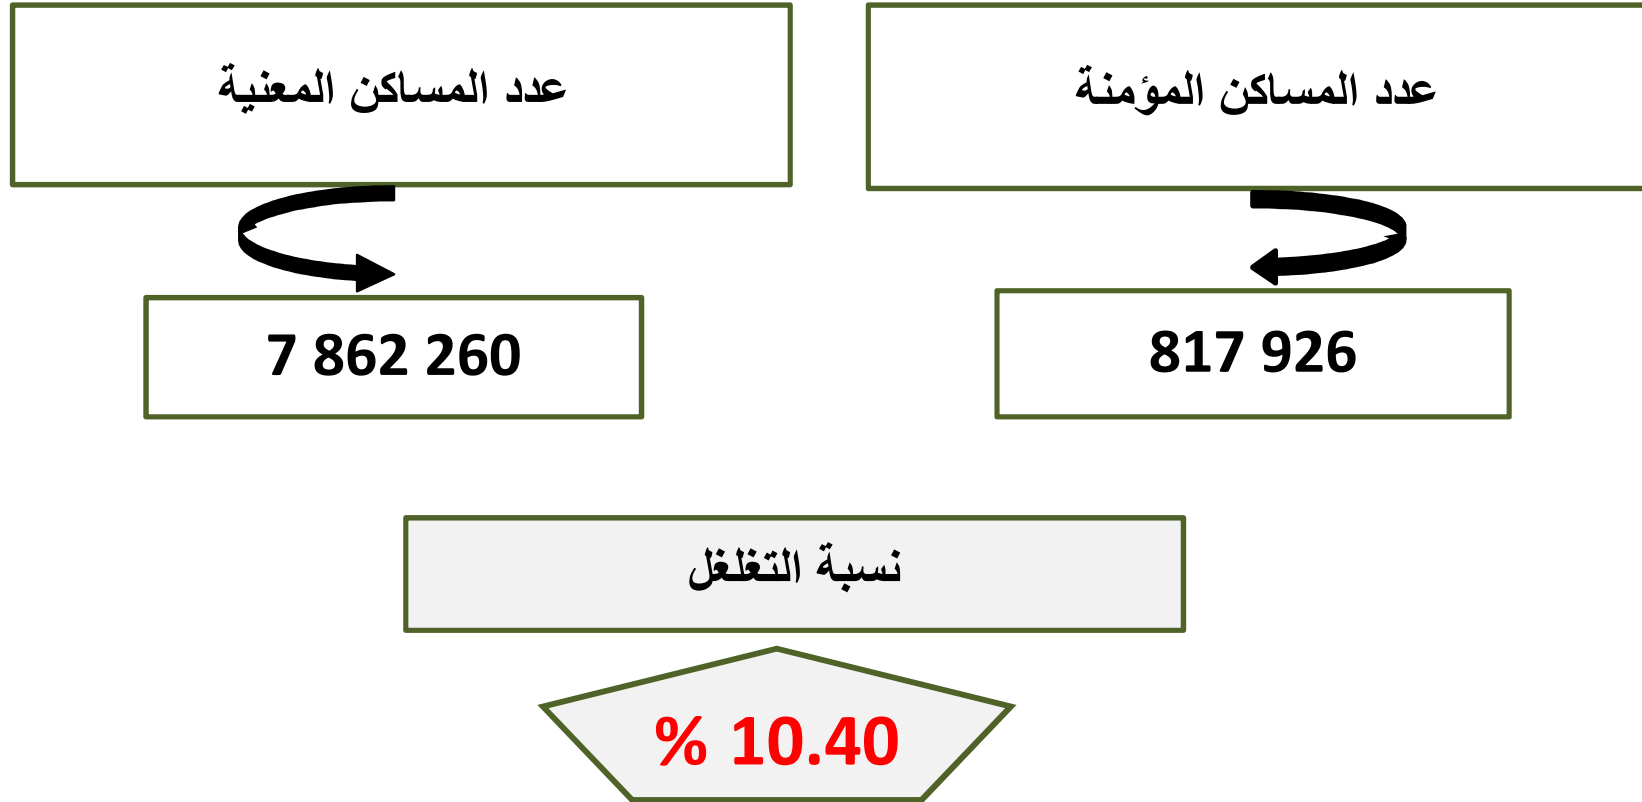 عدد المساكن المؤمنة
عدد المساكن المعنية
817 926
7 862 260
نسبة التغلغل
% 10.40